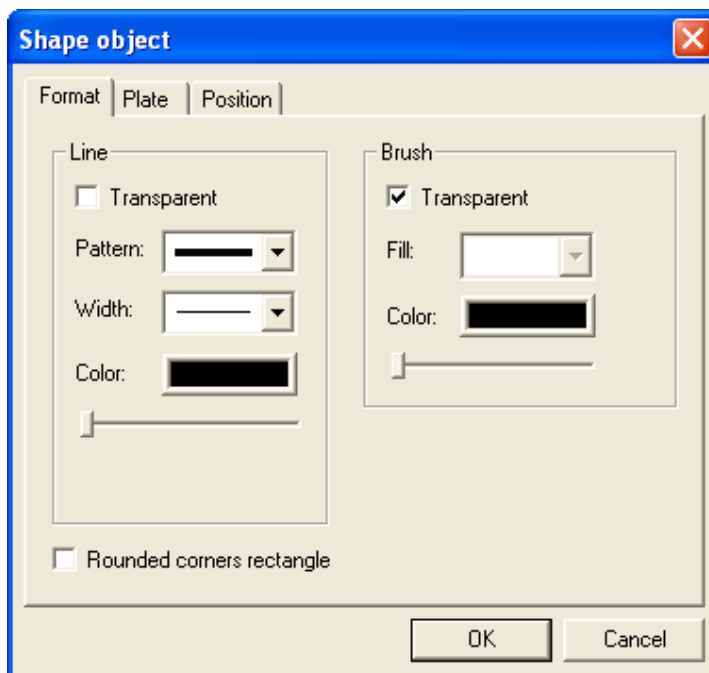 Shape object
Format Plate Position
Line
Transparent
Pattern:
Width:
Color:
Brush
Transparent
Fill:
Color:
Rounded corners rectangle
OK Cancel